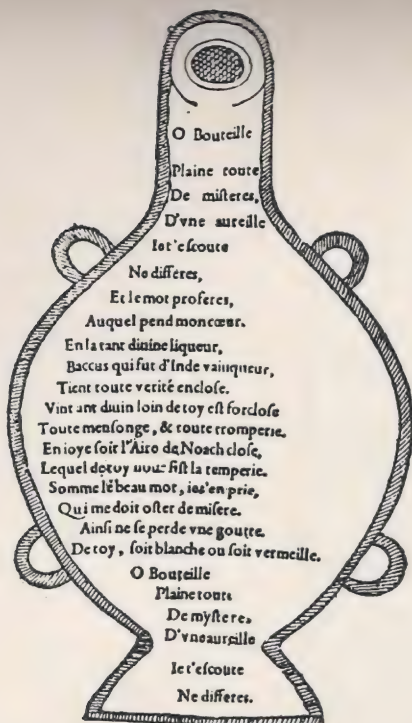 O Bouteille
Plaine toute
De misteres,
D'vne aureille
Ie t'escoute
Ne differes,
Et le mot proferes,
Auquel pend mon cœur.
En la tant diuine liqueur,
Baccus qui fut d'Inde vainqueur,
Tient toute verité enclose.
Vint ant diuin loin de toy est forclose
Toute mensonge, & toute tromperie.
En ioye soit l'Aire de Noach close,
Lequel de toy nous fist la temperie.
Somme lé beau mot, ie t'en prie,
Qui me doit oster de misere.
Ainsi ne se perde vne goutte.
De toy, soit blanche ou soit vermeille.
O Bouteille
Plaine toute
De mysteres,
D'vne aureille
Ie t'escoute
Ne differes.